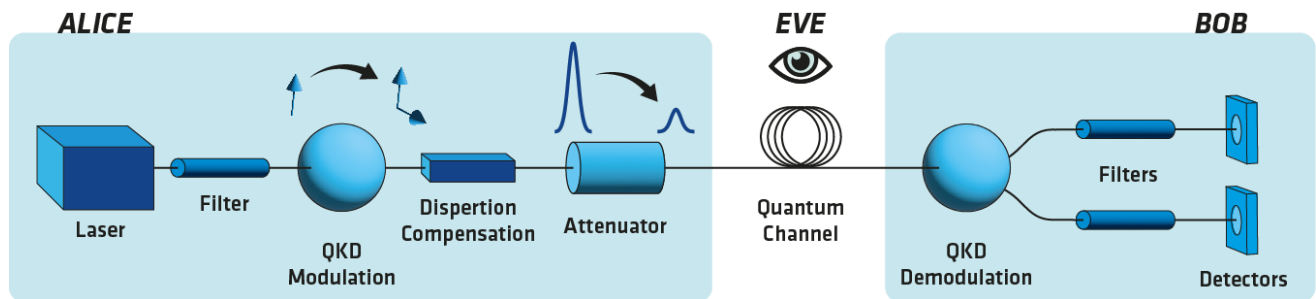 ALICE
EVE
BOB
Laser
Filter
QKD
Modulation
Dispertion
Compensation
Attenuator
Quantum
Channel
QKD
Demodulation
Filters
Detectors